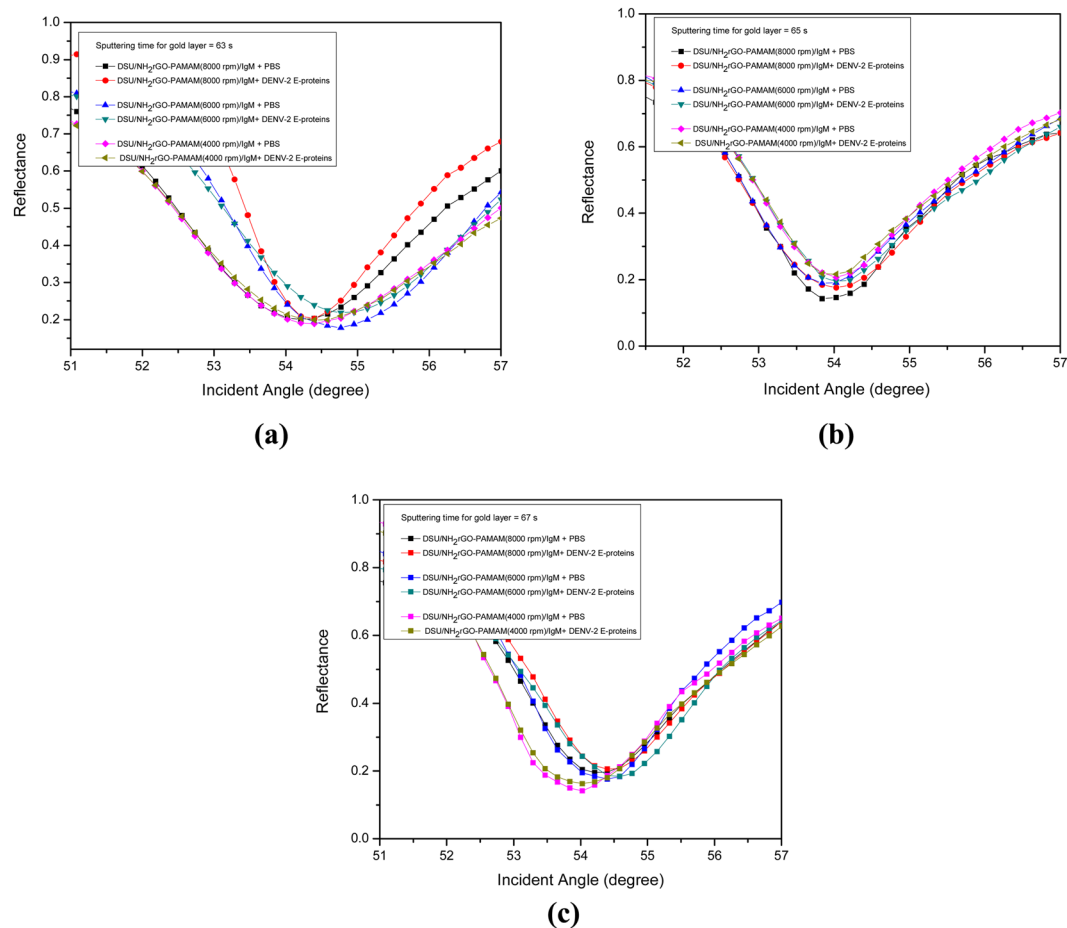 Sputtering time for gold layer = 63 s
DSU/NH2rGO-PAMAM(8000 rpm)/IgM + PBS
DSU/NH2rGO-PAMAM(8000 rpm)/IgM+ DENV-2 E-proteins
DSU/NH2rGO-PAMAM(6000 rpm)/IgM + PBS
DSU/NH2rGO-PAMAM(6000 rpm)/IgM+ DENV-2 E-proteins
DSU/NH2rGO-PAMAM(4000 rpm)/IgM + PBS
DSU/NH2rGO-PAMAM(4000 rpm)/IgM+ DENV-2 E-proteins
Reflectance
1.0
0.9
0.8
0.7
0.6
0.5
0.4
0.3
0.2
51 52 53 54 55 56 57
Incident Angle (degree)
(a)
Sputtering time for gold layer = 65 s
DSU/NH2rGO-PAMAM(8000 rpm)/IgM + PBS
DSU/NH2rGO-PAMAM(8000 rpm)/IgM+ DENV-2 E-proteins
DSU/NH2rGO-PAMAM(6000 rpm)/IgM + PBS
DSU/NH2rGO-PAMAM(6000 rpm)/IgM+ DENV-2 E-proteins
DSU/NH2rGO-PAMAM(4000 rpm)/IgM + PBS
DSU/NH2rGO-PAMAM(4000 rpm)/IgM+ DENV-2 E-proteins
Reflectance
1.0
0.8
0.6
0.4
0.2
0.0
52 53 54 55 56 57
Incident Angle (degree)
(b)
Sputtering time for gold layer = 67 s
DSU/NH2rGO-PAMAM(8000 rpm)/IgM + PBS
DSU/NH2rGO-PAMAM(8000 rpm)/IgM+ DENV-2 E-proteins
DSU/NH2rGO-PAMAM(6000 rpm)/IgM + PBS
DSU/NH2rGO-PAMAM(6000 rpm)/IgM+ DENV-2 E-proteins
DSU/NH2rGO-PAMAM(4000 rpm)/IgM + PBS
DSU/NH2rGO-PAMAM(4000 rpm)/IgM+ DENV-2 E-proteins
Reflectance
1.0
0.8
0.6
0.4
0.2
0.0
51 52 53 54 55 56 57
Incident Angle (degree)
(c)